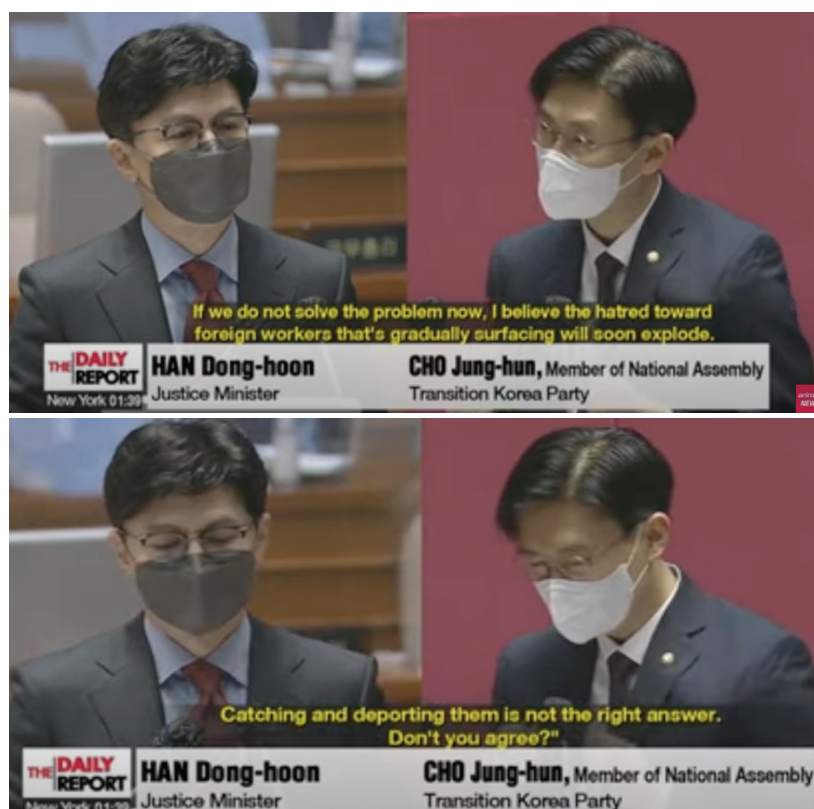 If we do not solve the problem now, I believe the hatred toward
foreign workers that's gradually surfacing will soon explode.
THE DAILY
REPORT
HAN Dong-hoon
CHO Jung-hun, Member of National Assembly
New York 01:39
Justice Minister
Transition Korea Party
NEWS
Catching and deporting them is not the right answer.
Don't you agree?"
THE DAILY
REPORT
HAN Dong-hoon
CHO Jung-hun, Member of National Assembly
New York 01:39
Justice Minister
Transition Korea Party